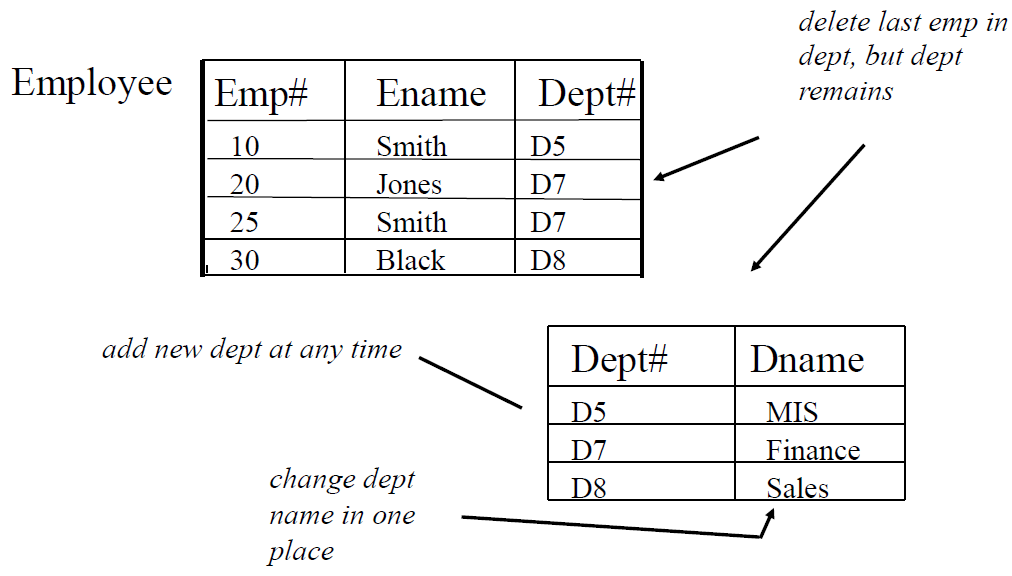 delete last emp in
dept, but dept
remains
Employee
Emp# Ename Dept#
10 Smith D5
20 Jones D7
25 Smith D7
30 Black D8
add new dept at any time
Dept# Dname
D5 MIS
D7 Finance
D8 Sales
change dept
name in one
place